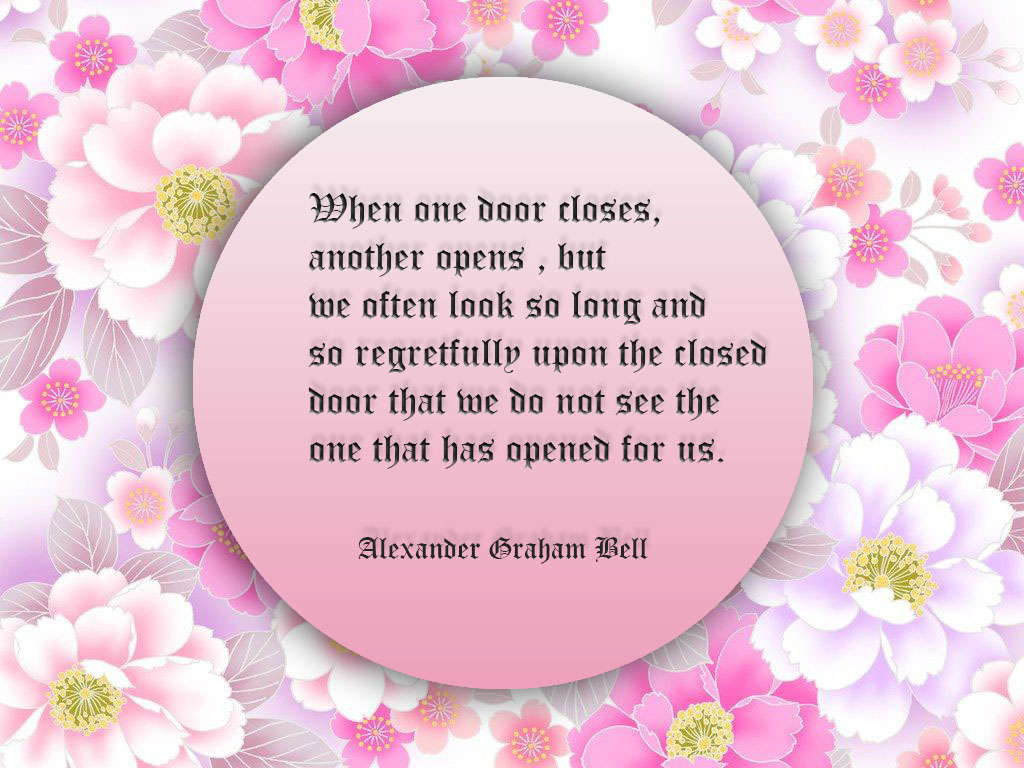 When one door closes,
another opens , but
we often look so long and
so regretfully upon the closed
door that we do not see the
one that has opened for us.
Alexander Graham Bell